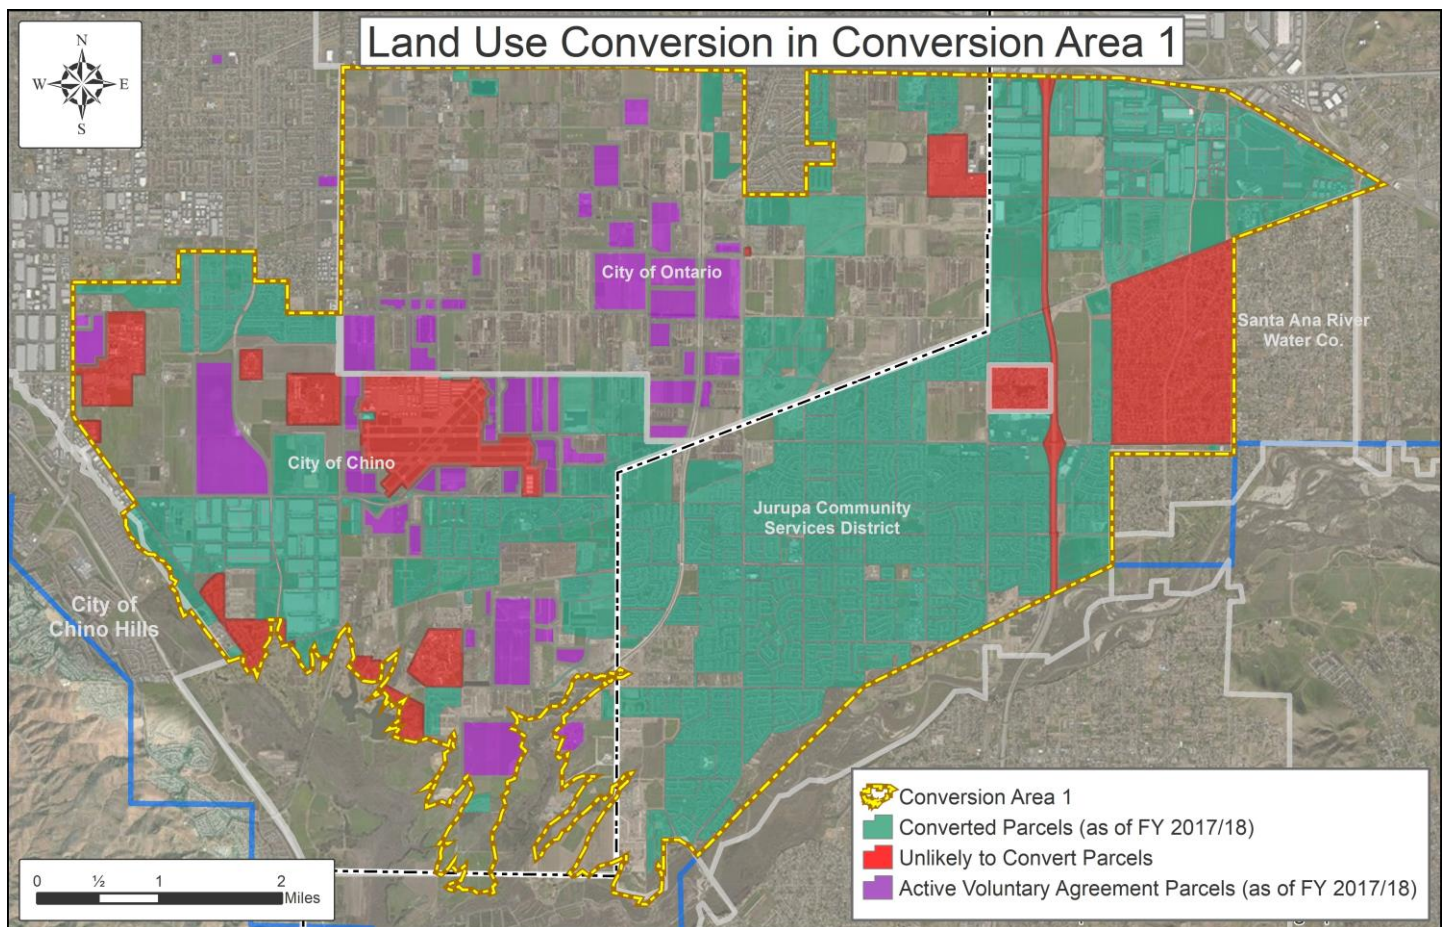 Land Use Conversion in Conversion Area 1
N
W
E
S
City of Ontario
Santa Ana River
Water Co.
City of Chino
Jurupa Community
Services District
City of
Chino Hills
Conversion Area 1
Converted Parcels (as of FY 2017/18)
Unlikely to Convert Parcels
Active Voluntary Agreement Parcels (as of FY 2017/18)
0 ½ 1 2
Miles